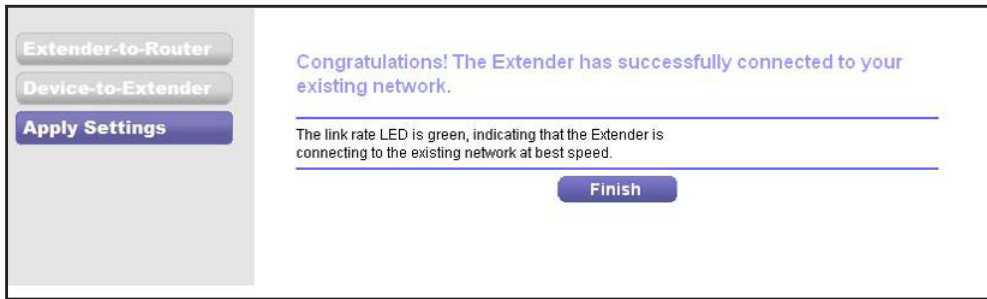 Extender-to-Router
Device-to-Extender
Apply Settings
Congratulations! The Extender has successfully connected to your
existing network.
The link rate LED is green, indicating that the Extender is
connecting to the existing network at best speed.
Finish